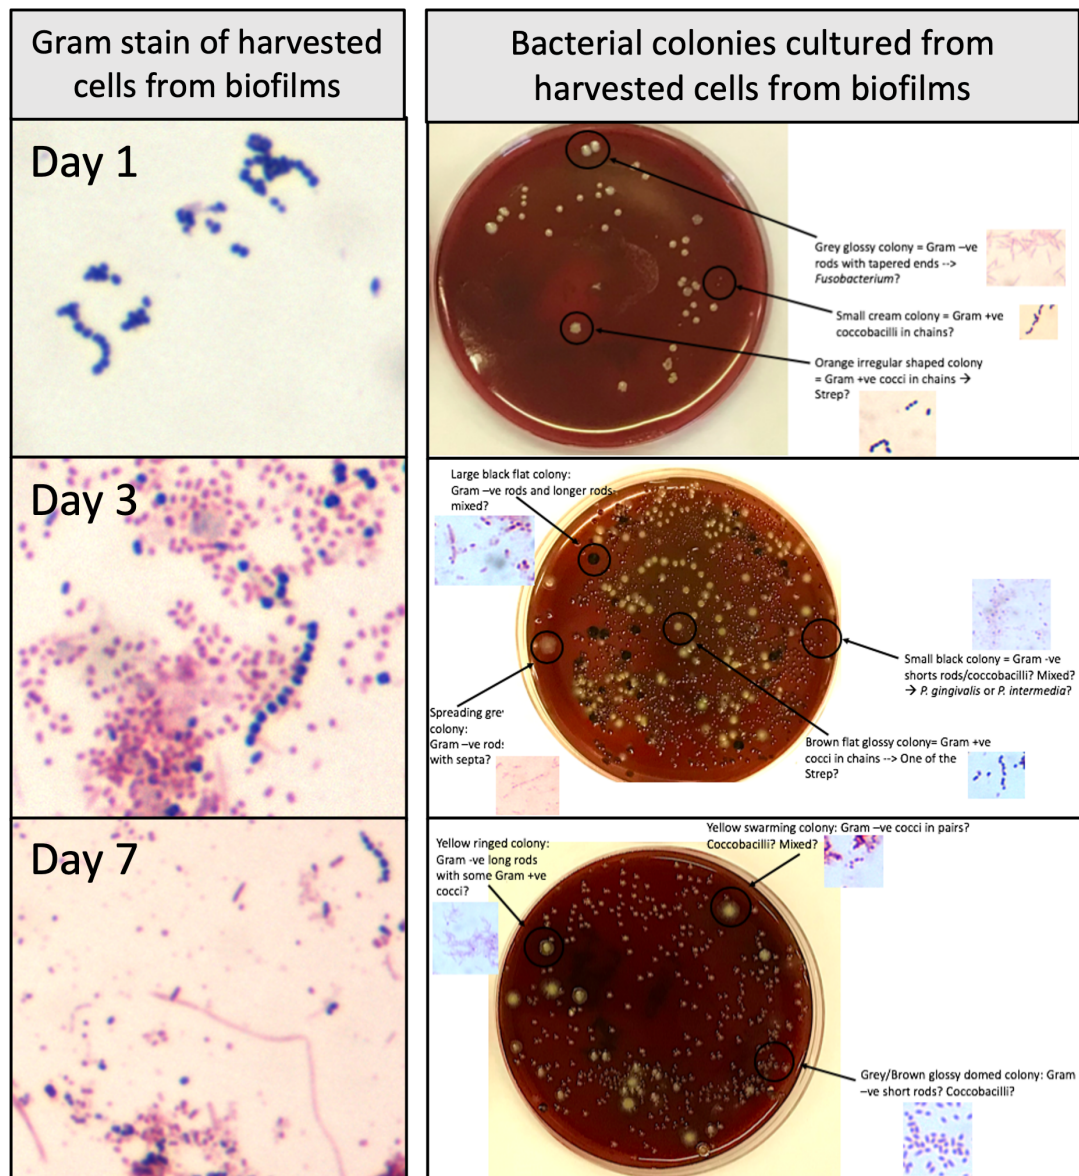 Gram stain of harvested
cells from biofilms
Bacterial colonies cultured from
harvested cells from biofilms
Day 1
Grey glossy colony = Gram –ve
rods with tapered ends -->
Fusobacterium?
Small cream colony = Gram +ve
coccobacilli in chains?
Orange irregular shaped colony
= Gram +ve cocci in chains →
Strep?
Day 3
Large black flat colony:
Gram –ve rods and longer rods
mixed?
Spreading gre
colony:
Gram –ve rods
with septa?
Small black colony = Gram -ve
shorts rods/coccobacilli? Mixed?
→ P. gingivalis or P. intermedia?
Brown flat glossy colony= Gram +ve
cocci in chains --> One of the
Strep?
Day 7
Yellow ringed colony:
Gram -ve long rods
with some Gram +ve
cocci?
Yellow swarming colony: Gram –ve cocci in pairs?
Coccobacilli? Mixed?
Grey/Brown glossy domed colony: Gram
–ve short rods? Coccobacilli?